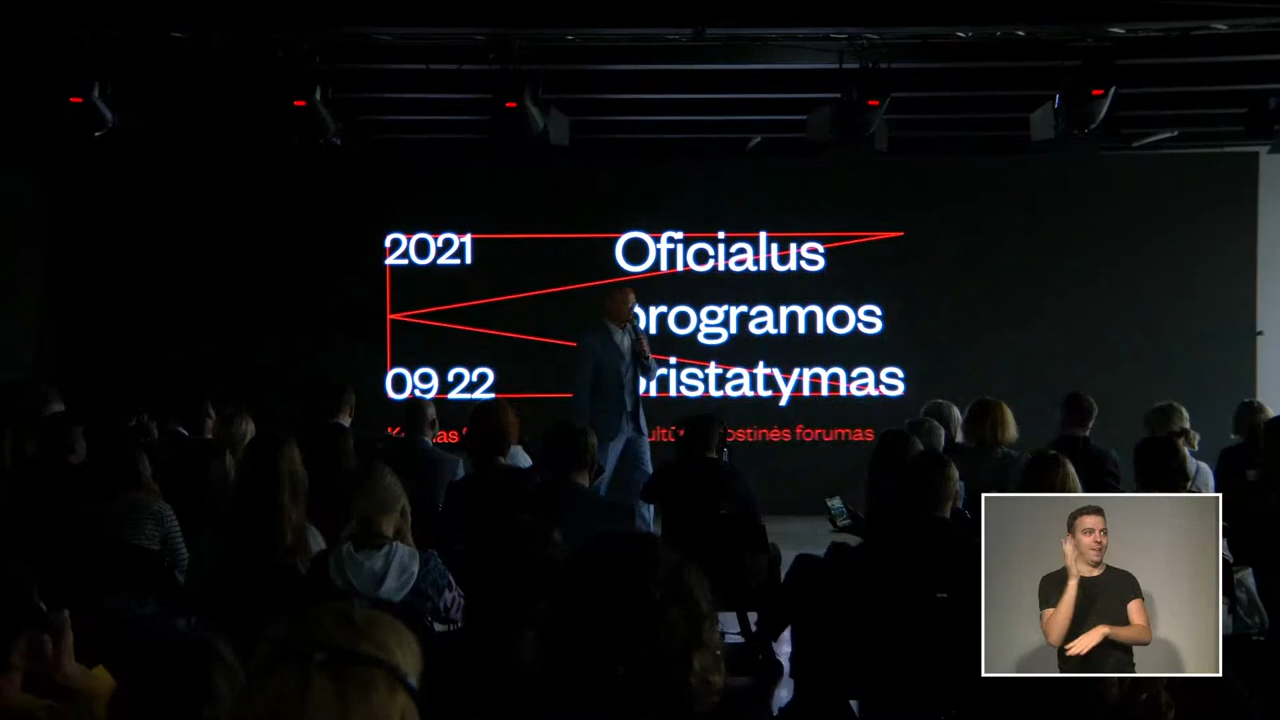 2021
Oficialus
programos
pristatymas
09 22
forumas